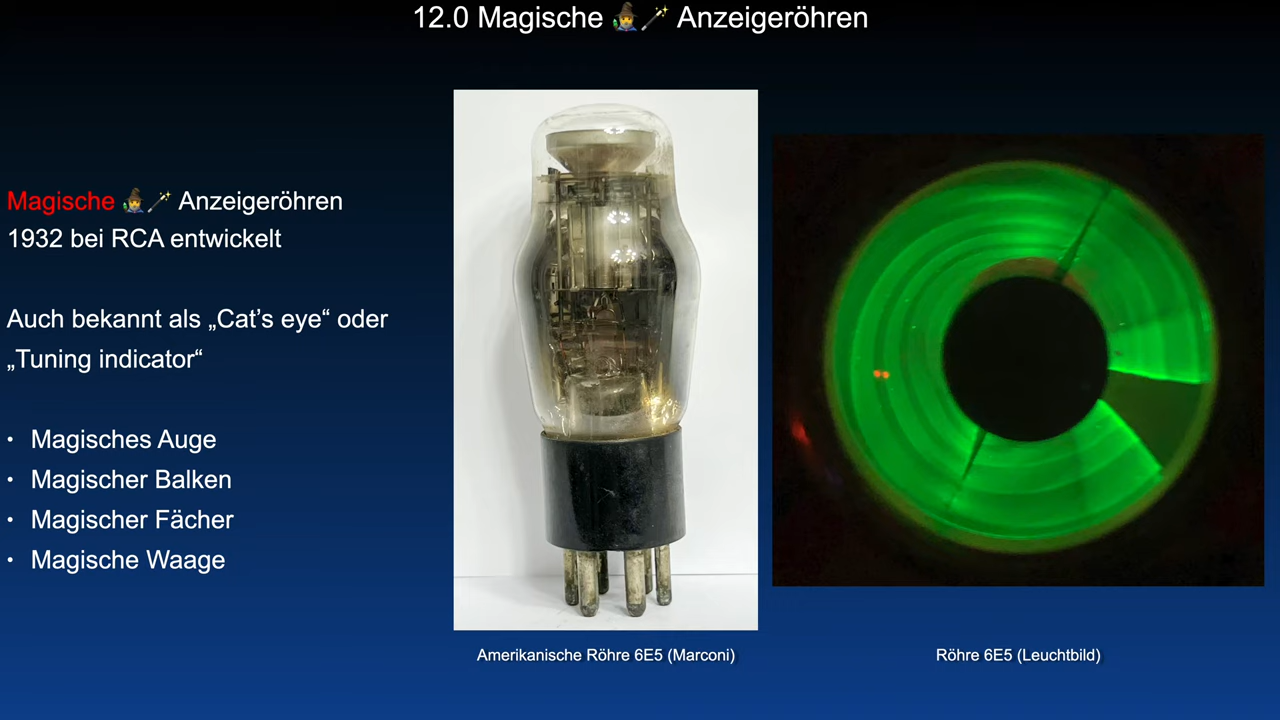 12.0 Magische 🧙‍♂️🪄 Anzeigeröhren
Magische 🧙‍♂️🪄 Anzeigeröhren
1932 bei RCA entwickelt
Auch bekannt als „Cat’s eye“ oder
„Tuning indicator“
• Magisches Auge
• Magischer Balken
• Magischer Fächer
• Magische Waage
Amerikanische Röhre 6E5 (Marconi)
Röhre 6E5 (Leuchtbild)